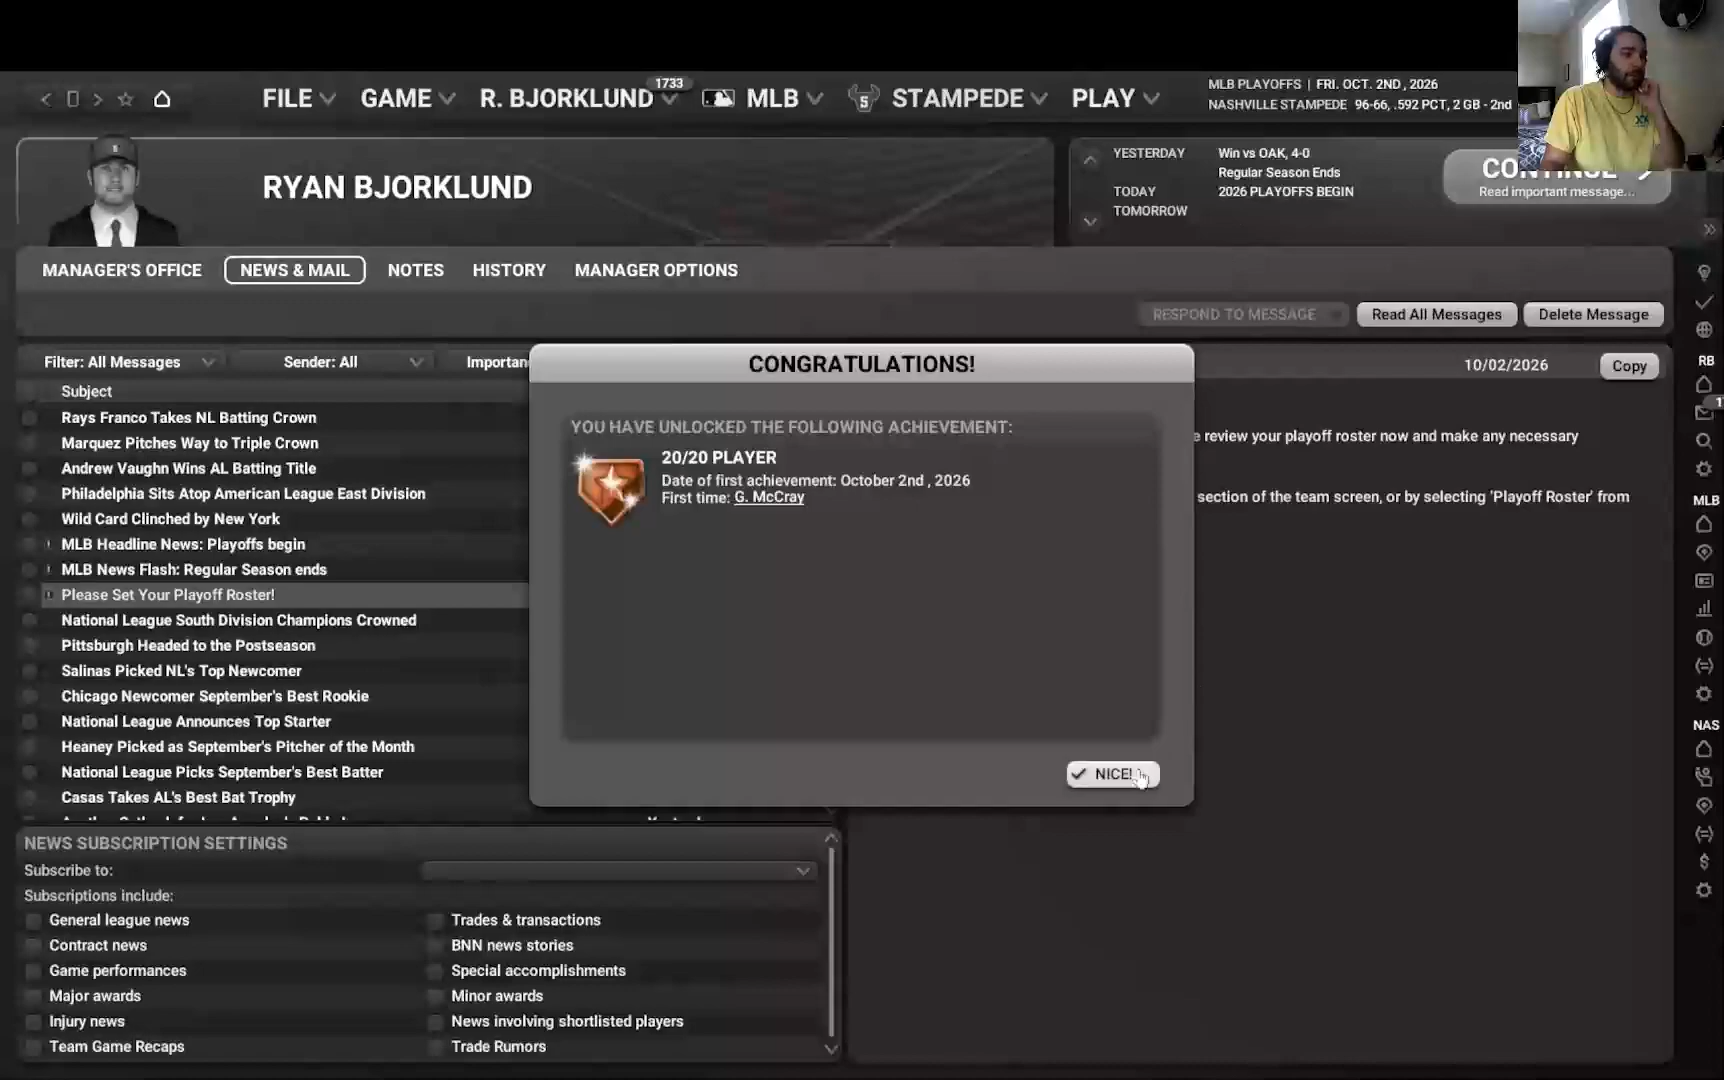 FILE
GAME
R. BJORKLUND
1733
MLB
STAMPEDE
PLAY
MLB PLAYOFFS | FRI. OCT. 2ND , 2026
NASHVILLE STAMPEDE 96-66, .592 PCT, 2 GB - 2nd
RYAN BJORKLUND
YESTERDAY Win vs OAK, 4-0
Regular Season Ends
TODAY 2026 PLAYOFFS BEGIN
TOMORROW
Read important message...
MANAGER'S OFFICE
NEWS & MAIL
NOTES
HISTORY
MANAGER OPTIONS
RESPOND TO MESSAGE
Read All Messages
Delete Message
Filter: All Messages
Sender: All
10/02/2026
Copy
Subject
Rays Franco Takes NL Batting Crown
Marquez Pitches Way to Triple Crown
Andrew Vaughn Wins AL Batting Title
Philadelphia Sits Atop American League East Division
Wild Card Clinched by New York
MLB Headline News: Playoffs begin
MLB News Flash: Regular Season ends
Please Set Your Playoff Roster!
National League South Division Champions Crowned
Pittsburgh Headed to the Postseason
Salinas Picked NL's Top Newcomer
Chicago Newcomer September's Best Rookie
National League Announces Top Starter
Heaney Picked as September's Pitcher of the Month
National League Picks September's Best Batter
Casas Takes AL's Best Bat Trophy
CONGRATULATIONS!
YOU HAVE UNLOCKED THE FOLLOWING ACHIEVEMENT:
20/20 PLAYER
Date of first achievement: October 2nd , 2026
First time: G. McCray
NICE!
review your playoff roster now and make any necessary
section of the team screen, or by selecting 'Playoff Roster' from
NEWS SUBSCRIPTION SETTINGS
Subscribe to:
Subscriptions include:
General league news
Trades & transactions
Contract news
BNN news stories
Game performances
Special accomplishments
Major awards
Minor awards
Injury news
News involving shortlisted players
Team Game Recaps
Trade Rumors
RB
MLB
NAS